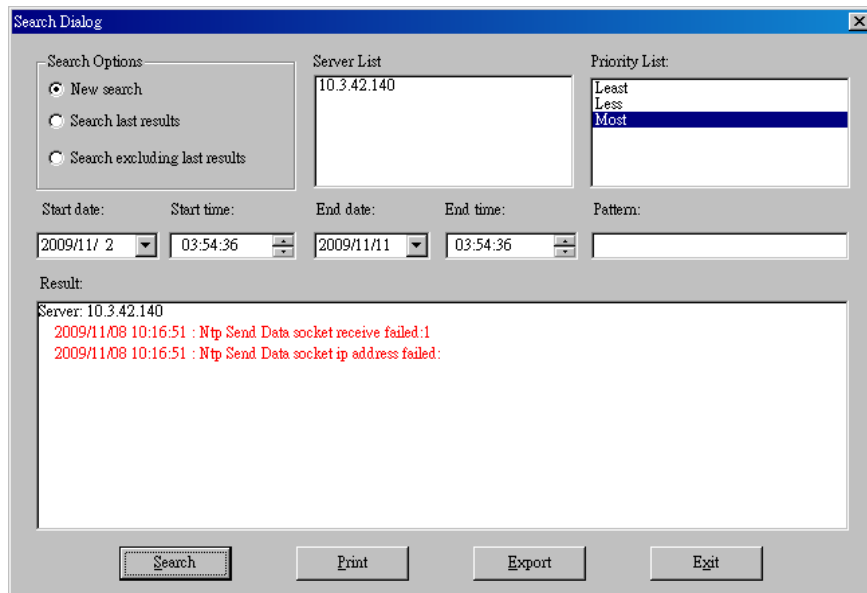 Search Dialog
Search Options
New search
Search last results
Search excluding last results
Server List
10.3.42.140
Priority List:
Least
Less
Most
Start date:
Start time:
End date:
End time:
Pattern:
2009/11/ 2
03:54:36
2009/11/11
03:54:36
Result:
Server: 10.3.42.140
2009/11/08 10:16:51 : Ntp Send Data socket receive failed:1
2009/11/08 10:16:51 : Ntp Send Data socket ip address failed:
Search
Print
Export
Exit